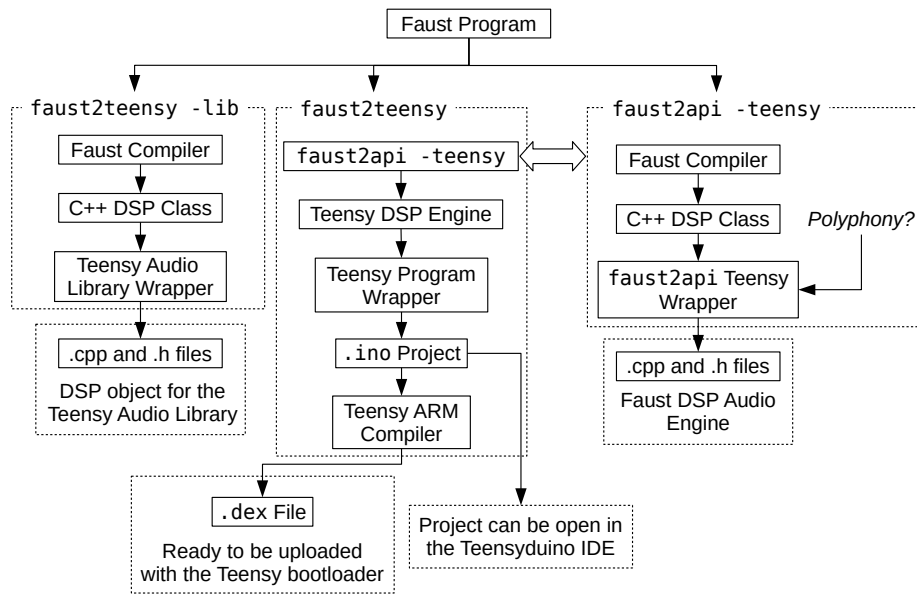 Faust Program
faust2teensy -lib
Faust Compiler
C++ DSP Class
Teensy Audio
Library Wrapper
.cpp and .h files
DSP object for the
Teensy Audio Library
faust2teensy
faust2api -teensy
Teensy DSP Engine
Teensy Program
Wrapper
.ino Project
Teensy ARM
Compiler
.dex File
Ready to be uploaded
with the Teensy bootloader
Project can be open in
the Teensyduino IDE
faust2api -teensy
Faust Compiler
C++ DSP Class
Polyphony?
faust2api Teensy
Wrapper
.cpp and .h files
Faust DSP Audio
Engine